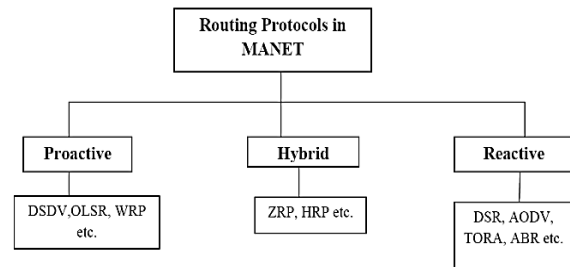 Routing Protocols in
MANET
Proactive
Hybrid
Reactive
DSDV,OLSR, WRP
etc.
ZRP, HRP etc.
DSR, AODV,
TORA, ABR etc.